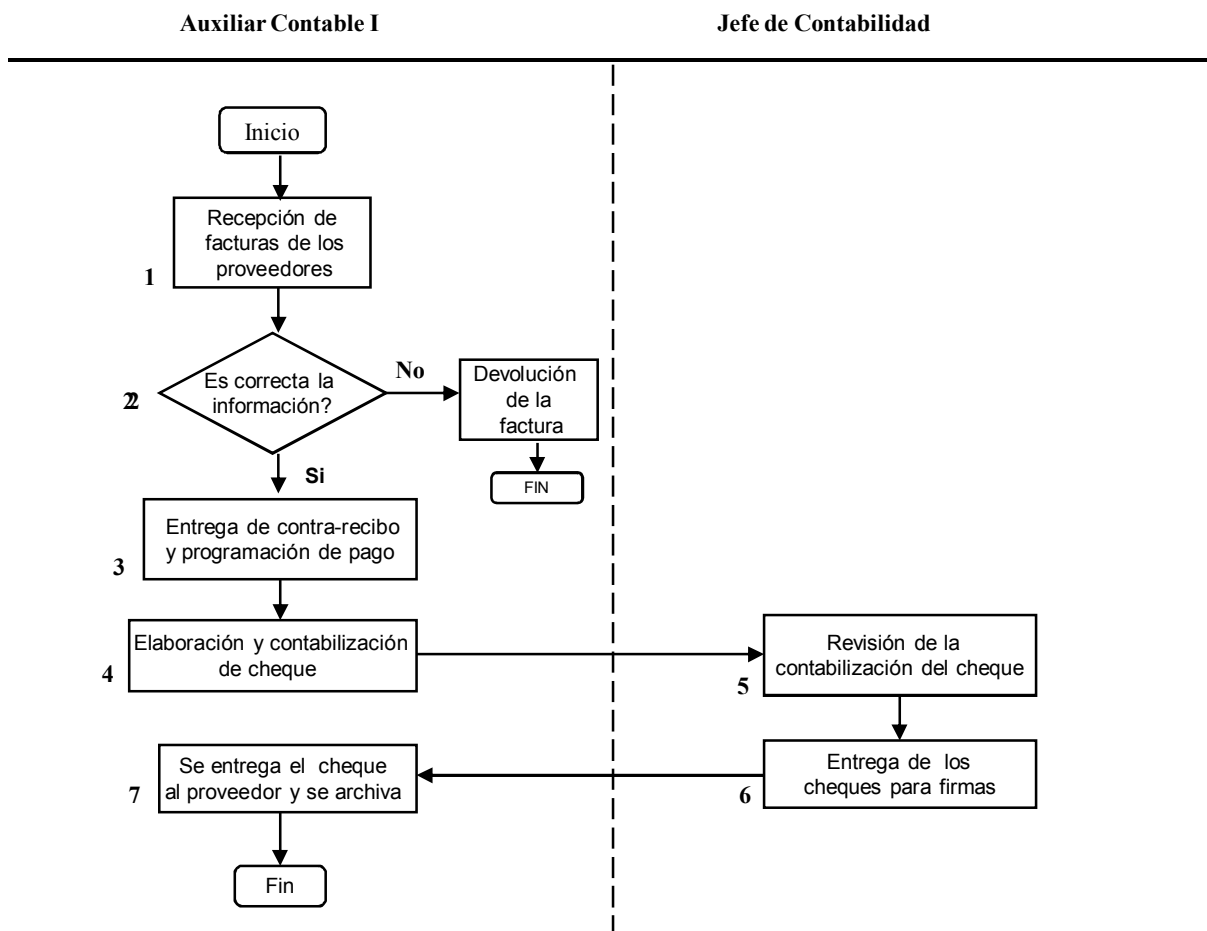 Auxiliar Contable I
Jefe de Contabilidad
Inicio
Recepción de
facturas de los
proveedores
1
Es correcta la
información?
2
No
Devolución
de la
factura
FIN
Si
Entrega de contra-recibo
y programación de pago
3
Elaboración y contabilización
de cheque
4
Revisión de la
contabilización del cheque
5
Entrega de los
cheques para firmas
6
Se entrega el cheque
al proveedor y se archiva
7
Fin